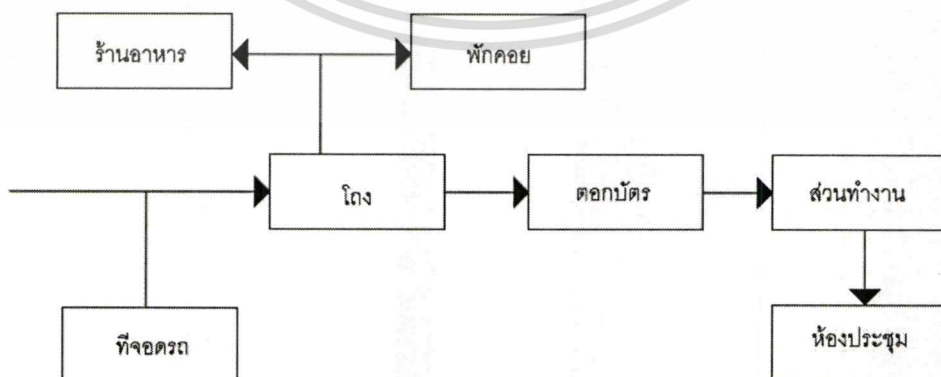 ร้านอาหาร
พักคอย
โถง
ตอกบัตร
ส่วนทำงาน
ที่จอดรถ
ห้องประชุม